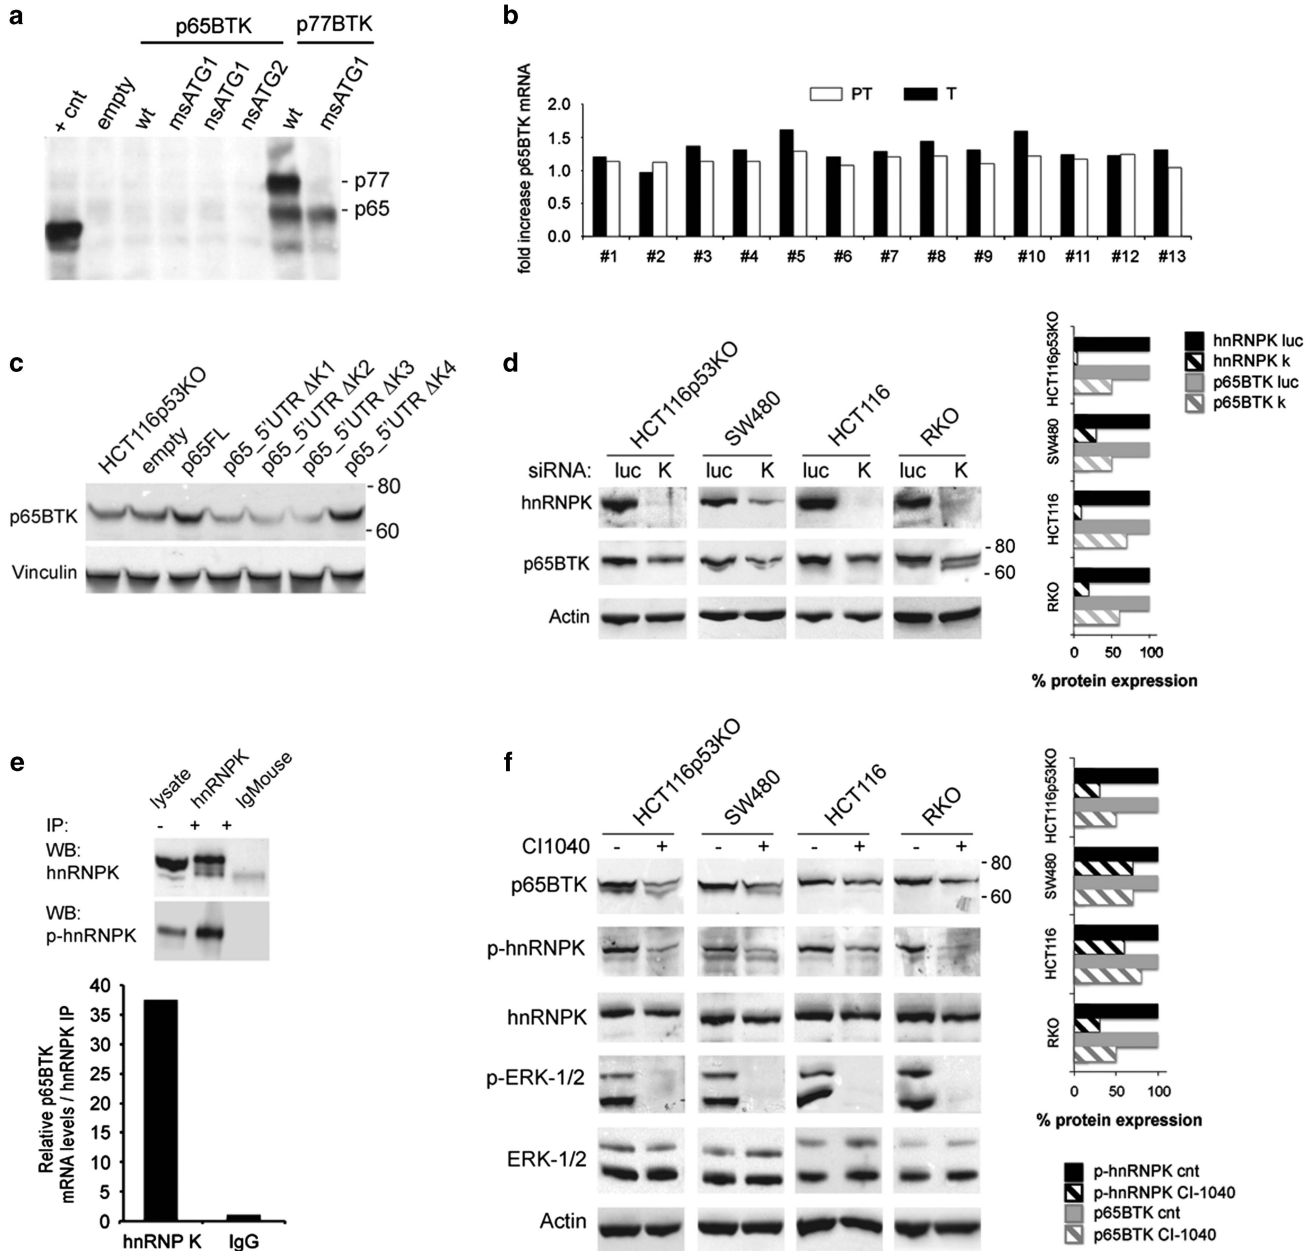 a
p65BTK p77BTK
+ cnt empty wt msATG1 nsATG1 nsATG2 wt msATG1
- p77
- p65
b
PT T
fold increase p65BTK mRNA
2.0
1.5
1.0
0.5
0.0
#1 #2 #3 #4 #5 #6 #7 #8 #9 #10 #11 #12 #13
c
HCT116p53KO empty p65FL p65_5'UTR ΔK1 p65_5'UTR ΔK2 p65_5'UTR ΔK3 p65_5'UTR ΔK4
p65BTK
- 80
- 60
Vinculin
d
HCT116p53KO SW480 HCT116 RKO
siRNA: luc K luc K luc K luc K
hnRNPK
p65BTK
- 80
- 60
Actin
HCT116p53KO
SW480
HCT116
RKO
0 50 100
% protein expression
hnRNPK luc
hnRNPK k
p65BTK luc
p65BTK k
e
lysate hnRNPK IgMouse
IP: - + +
WB:
hnRNPK
WB:
p-hnRNPK
Relative p65BTK
mRNA levels / hnRNPK IP
40
35
30
25
20
15
10
5
0
hnRNP K IgG
f
HCT116p53KO SW480 HCT116 RKO
CI1040 - + - + - + - +
p65BTK
- 80
- 60
p-hnRNPK
hnRNPK
p-ERK-1/2
ERK-1/2
Actin
HCT116p53KO
SW480
HCT116
RKO
0 50 100
% protein expression
p-hnRNPK cnt
p-hnRNPK CI-1040
p65BTK cnt
p65BTK CI-1040